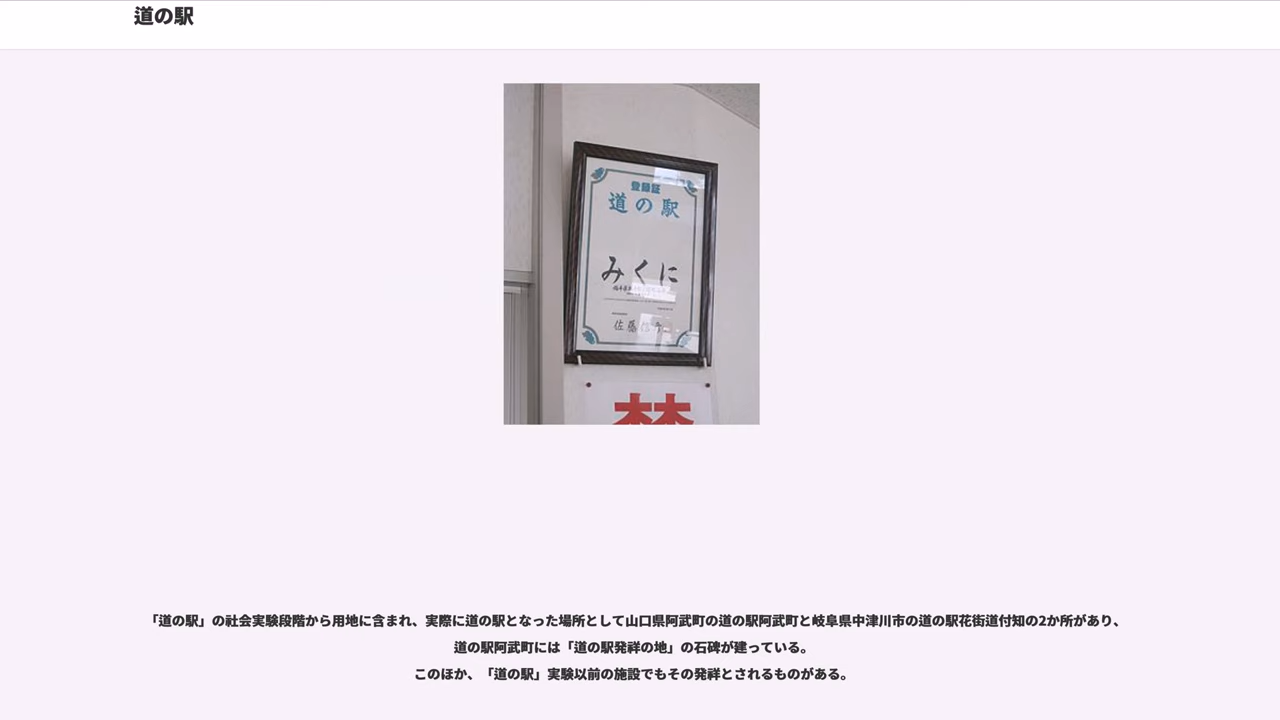 道の駅
登録証
道の駅
みくに
「道の駅」の社会実験段階から用地に含まれ、実際に道の駅となった場所として山口県阿武町の道の駅阿武町と岐阜県中津川市の道の駅花街道付知の2か所があり、
道の駅阿武町には「道の駅発祥の地」の石碑が建っている。
このほか、「道の駅」実験以前の施設でもその発祥とされるものがある。